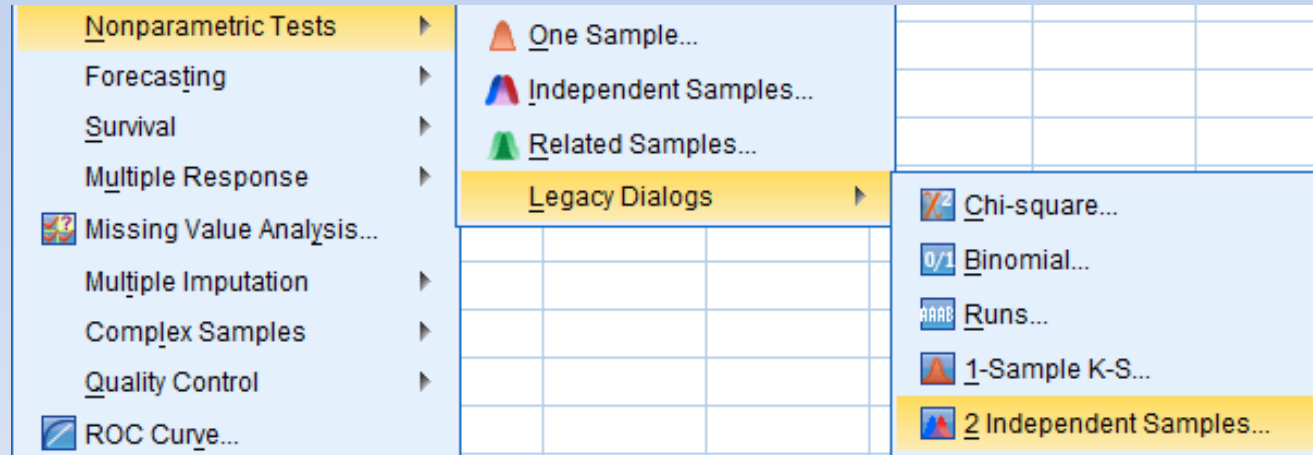 Nonparametric Tests
Forecasting
Survival
Multiple Response
Missing Value Analysis...
Multiple Imputation
Complex Samples
Quality Control
ROC Curve...
One Sample...
Independent Samples...
Related Samples...
Legacy Dialogs
Chi-square...
Binomial...
Runs...
1-Sample K-S...
2 Independent Samples...